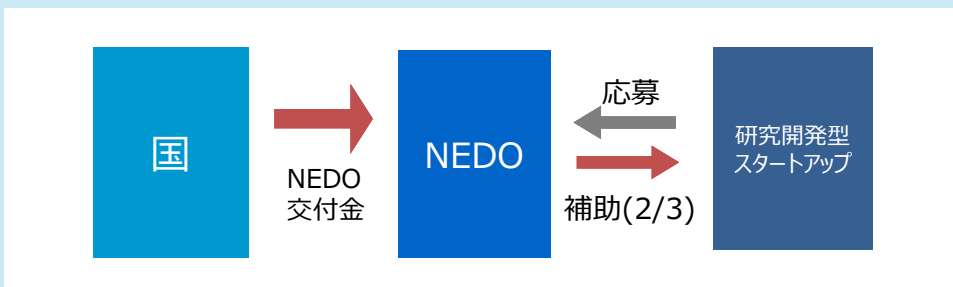 国
NEDO
交付金
NEDO
応募
補助(2/3)
研究開発型
スタートアップ